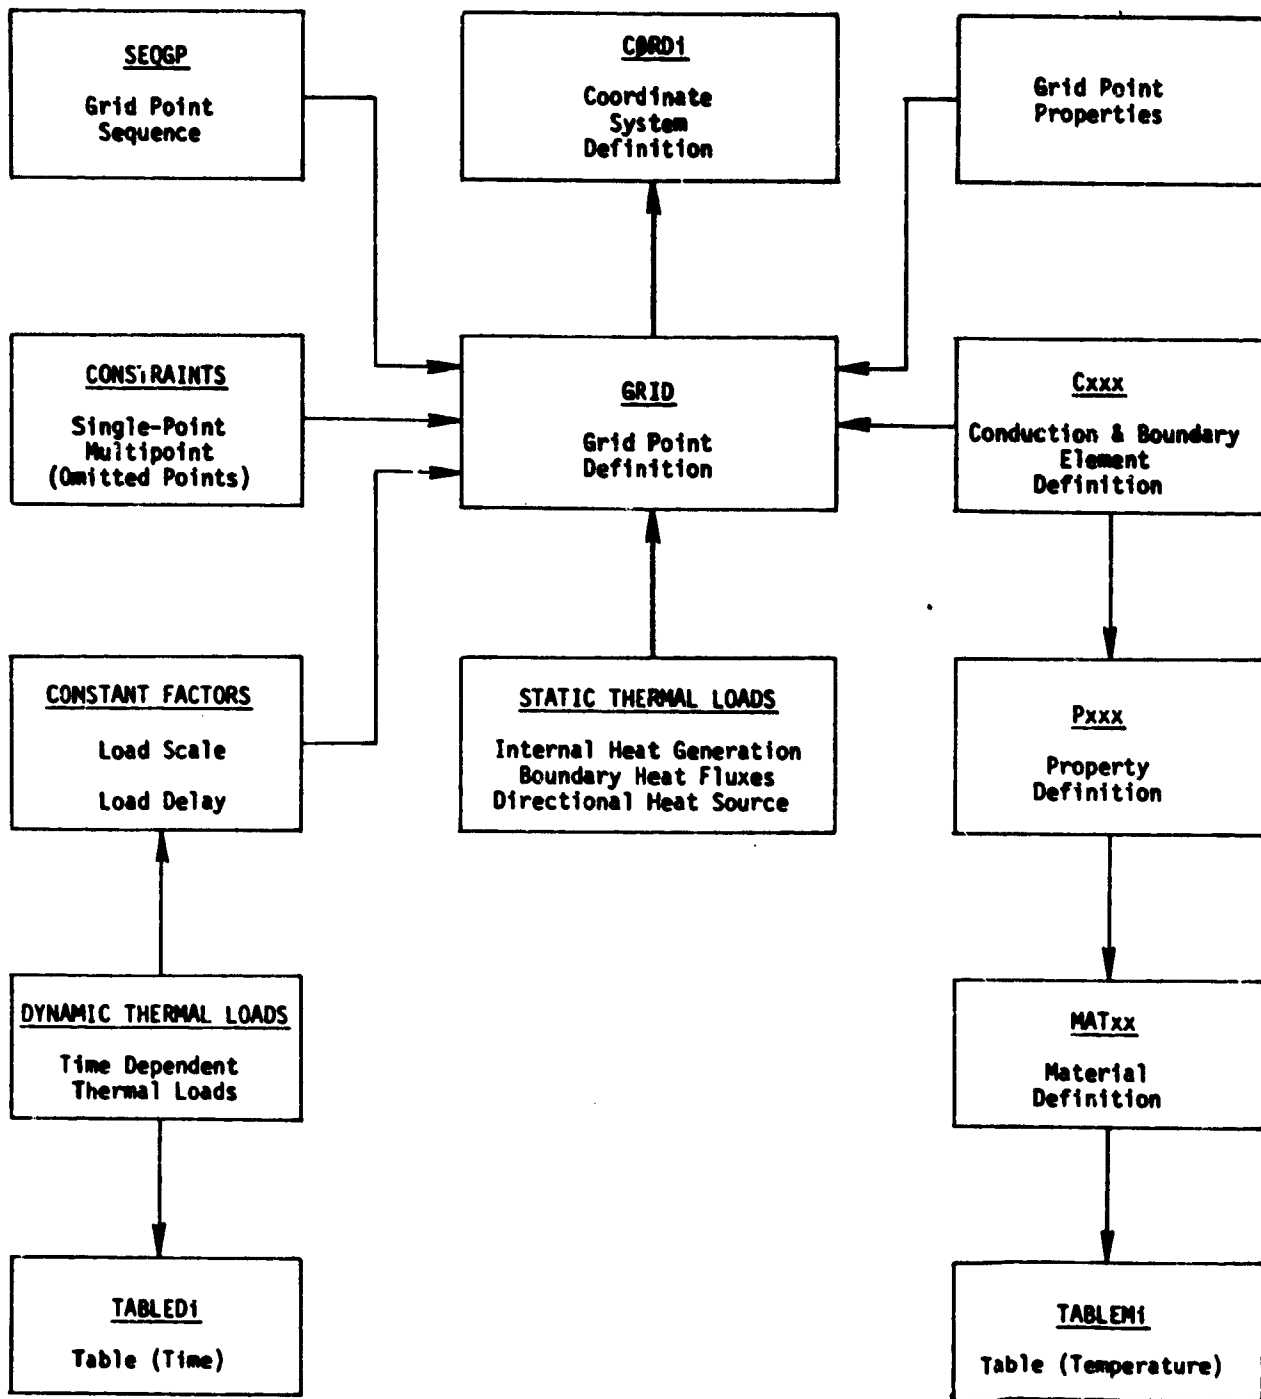 SEQGP
Grid Point
Sequence
CØRDi
Coordinate
System
Definition
Grid Point
Properties
CONSTRAINTS
Single-Point
Multipoint
(Omitted Points)
GRID
Grid Point
Definition
Cxxx
Conduction & Boundary
Element
Definition
CONSTANT FACTORS
Load Scale
Load Delay
STATIC THERMAL LOADS
Internal Heat Generation
Boundary Heat Fluxes
Directional Heat Source
Pxxx
Property
Definition
DYNAMIC THERMAL LOADS
Time Dependent
Thermal Loads
MATxx
Material
Definition
TABLEDi
Table (Time)
TABLEMi
Table (Temperature)